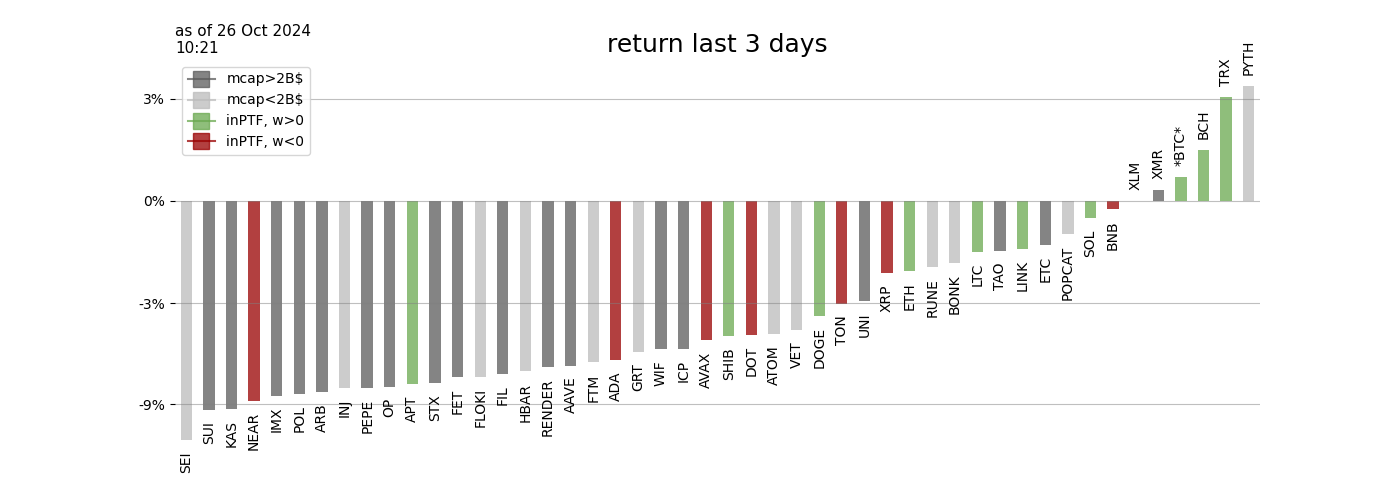 as of 26 Oct 2024
10:21
return last 3 days
mcap>2B$
mcap<2B$
inPTF, w>0
inPTF, w<0
3%
0%
-3%
-9%
SEI
SUI
KAS
NEAR
IMX
POL
ARB
INJ
PEPE
OP
APT
STX
FET
FLOKI
FIL
HBAR
RENDER
AAVE
FTM
ADA
GRT
WIF
ICP
AVAX
SHIB
DOT
ATOM
VET
DOGE
TON
UNI
XRP
ETH
RUNE
BONK
LTC
TAO
LINK
ETC
POPCAT
SOL
BNB
XLM
XMR
*BTC*
BCH
TRX
PYTH